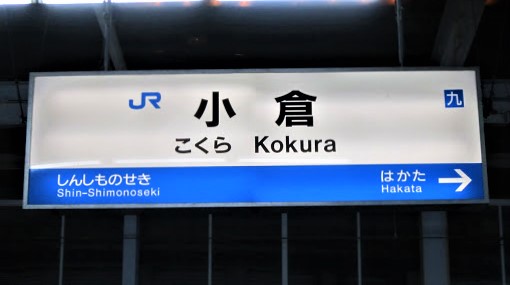 JR 小倉 九
こくら Kokura
しんしものせき はかた →
Shin-Shimonoseki Hakata